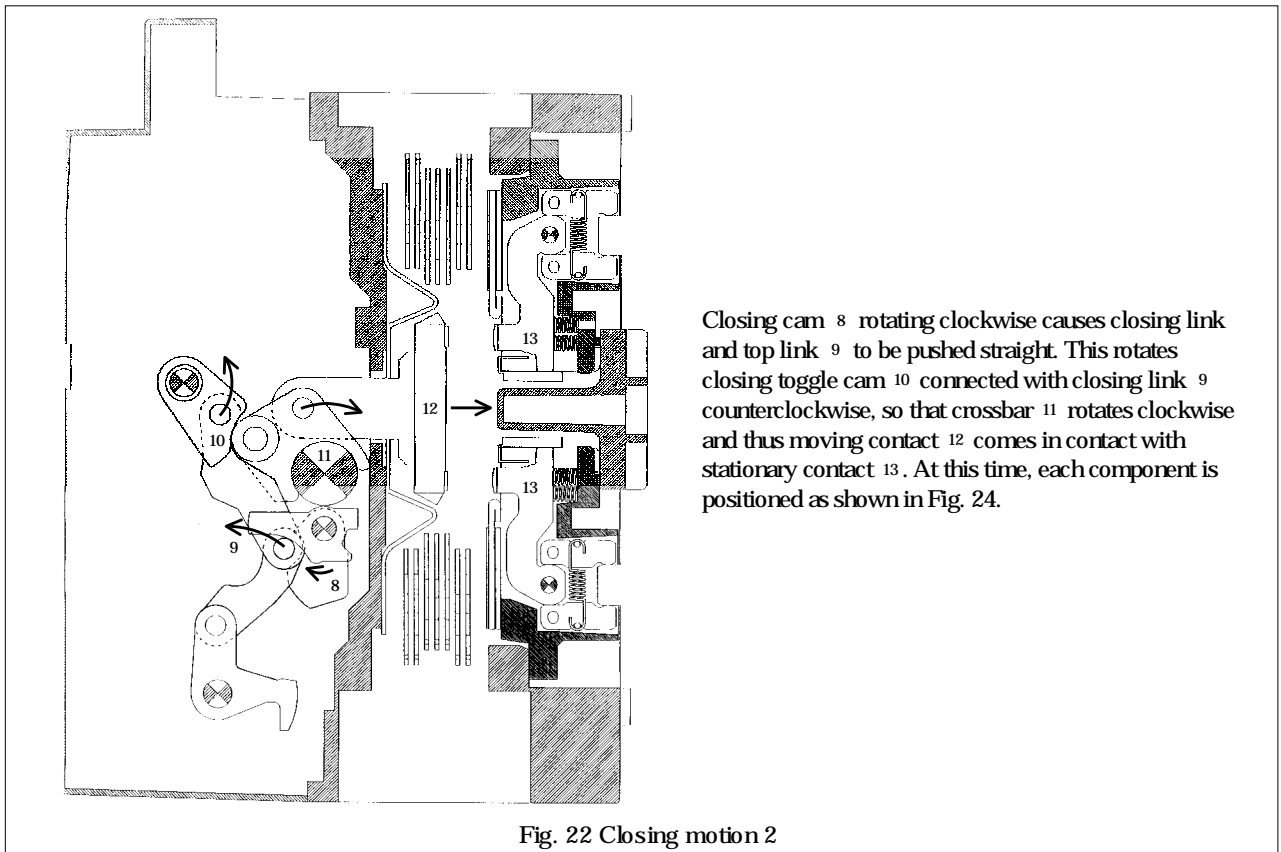 13
12
10
11
13
9
8
Closing cam 8 rotating clockwise causes closing link
and top link 9 to be pushed straight. This rotates
closing toggle cam 10 connected with closing link 9
counterclockwise, so that crossbar 11 rotates clockwise
and thus moving contact 12 comes in contact with
stationary contact 13. At this time, each component is
positioned as shown in Fig. 24.
Fig. 22 Closing motion 2